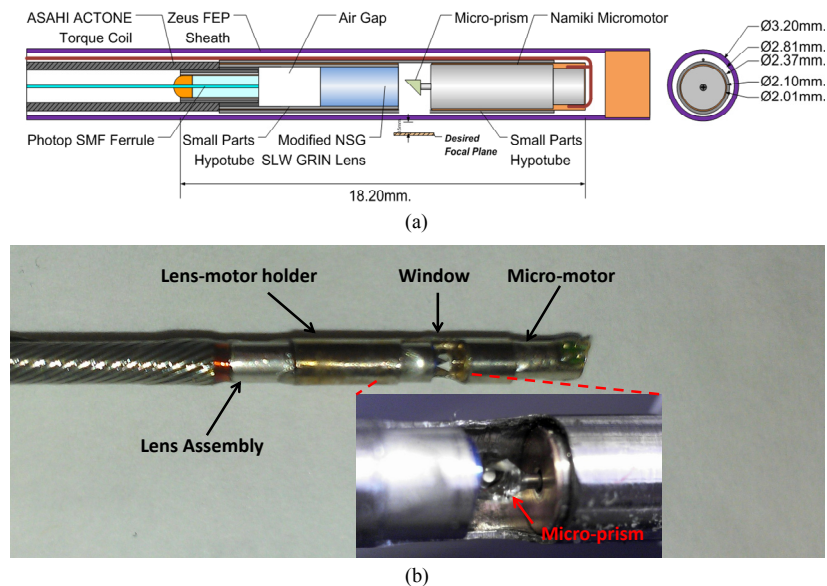 ASAHI ACTONE
Torque Coil
Zeus FEP
Sheath
Air Gap
Micro-prism
Namiki Micromotor
Ø3.20mm.
Ø2.81mm.
Ø2.37mm.
Ø2.10mm.
Ø2.01mm.
Photop SMF Ferrule
Small Parts
Hypotube
Modified NSG
SLW GRIN Lens
Desired
Focal Plane
Small Parts
Hypotube
18.20mm.
(a)
Lens-motor holder
Window
Micro-motor
Lens Assembly
Micro-prism
(b)